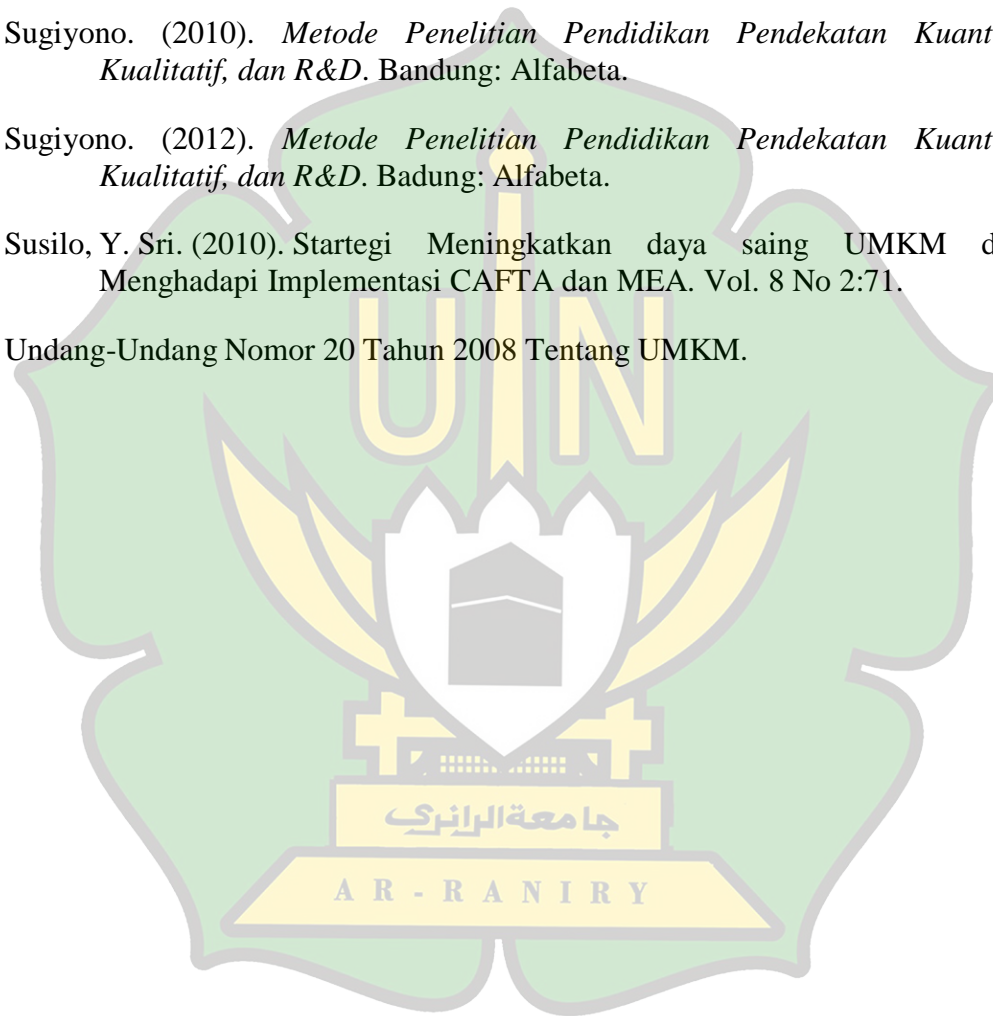 Sugiyono. (2010). Metode Penelitian Pendidikan Pendekatan Kuant
Kualitatif, dan R&D. Bandung: Alfabeta.
Sugiyono. (2012). Metode Penelitian Pendidikan Pendekatan Kuant
Kualitatif, dan R&D. Badung: Alfabeta.
Susilo, Y. Sri. (2010). Startegi Meningkatkan daya saing UMKM d
Menghadapi Implementasi CAFTA dan MEA. Vol. 8 No 2:71.
Undang-Undang Nomor 20 Tahun 2008 Tentang UMKM.
UIN
جامعة الرانري
AR-RANIRY